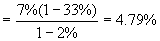 = 7%(1−33%) / 1−2% = 4.79%